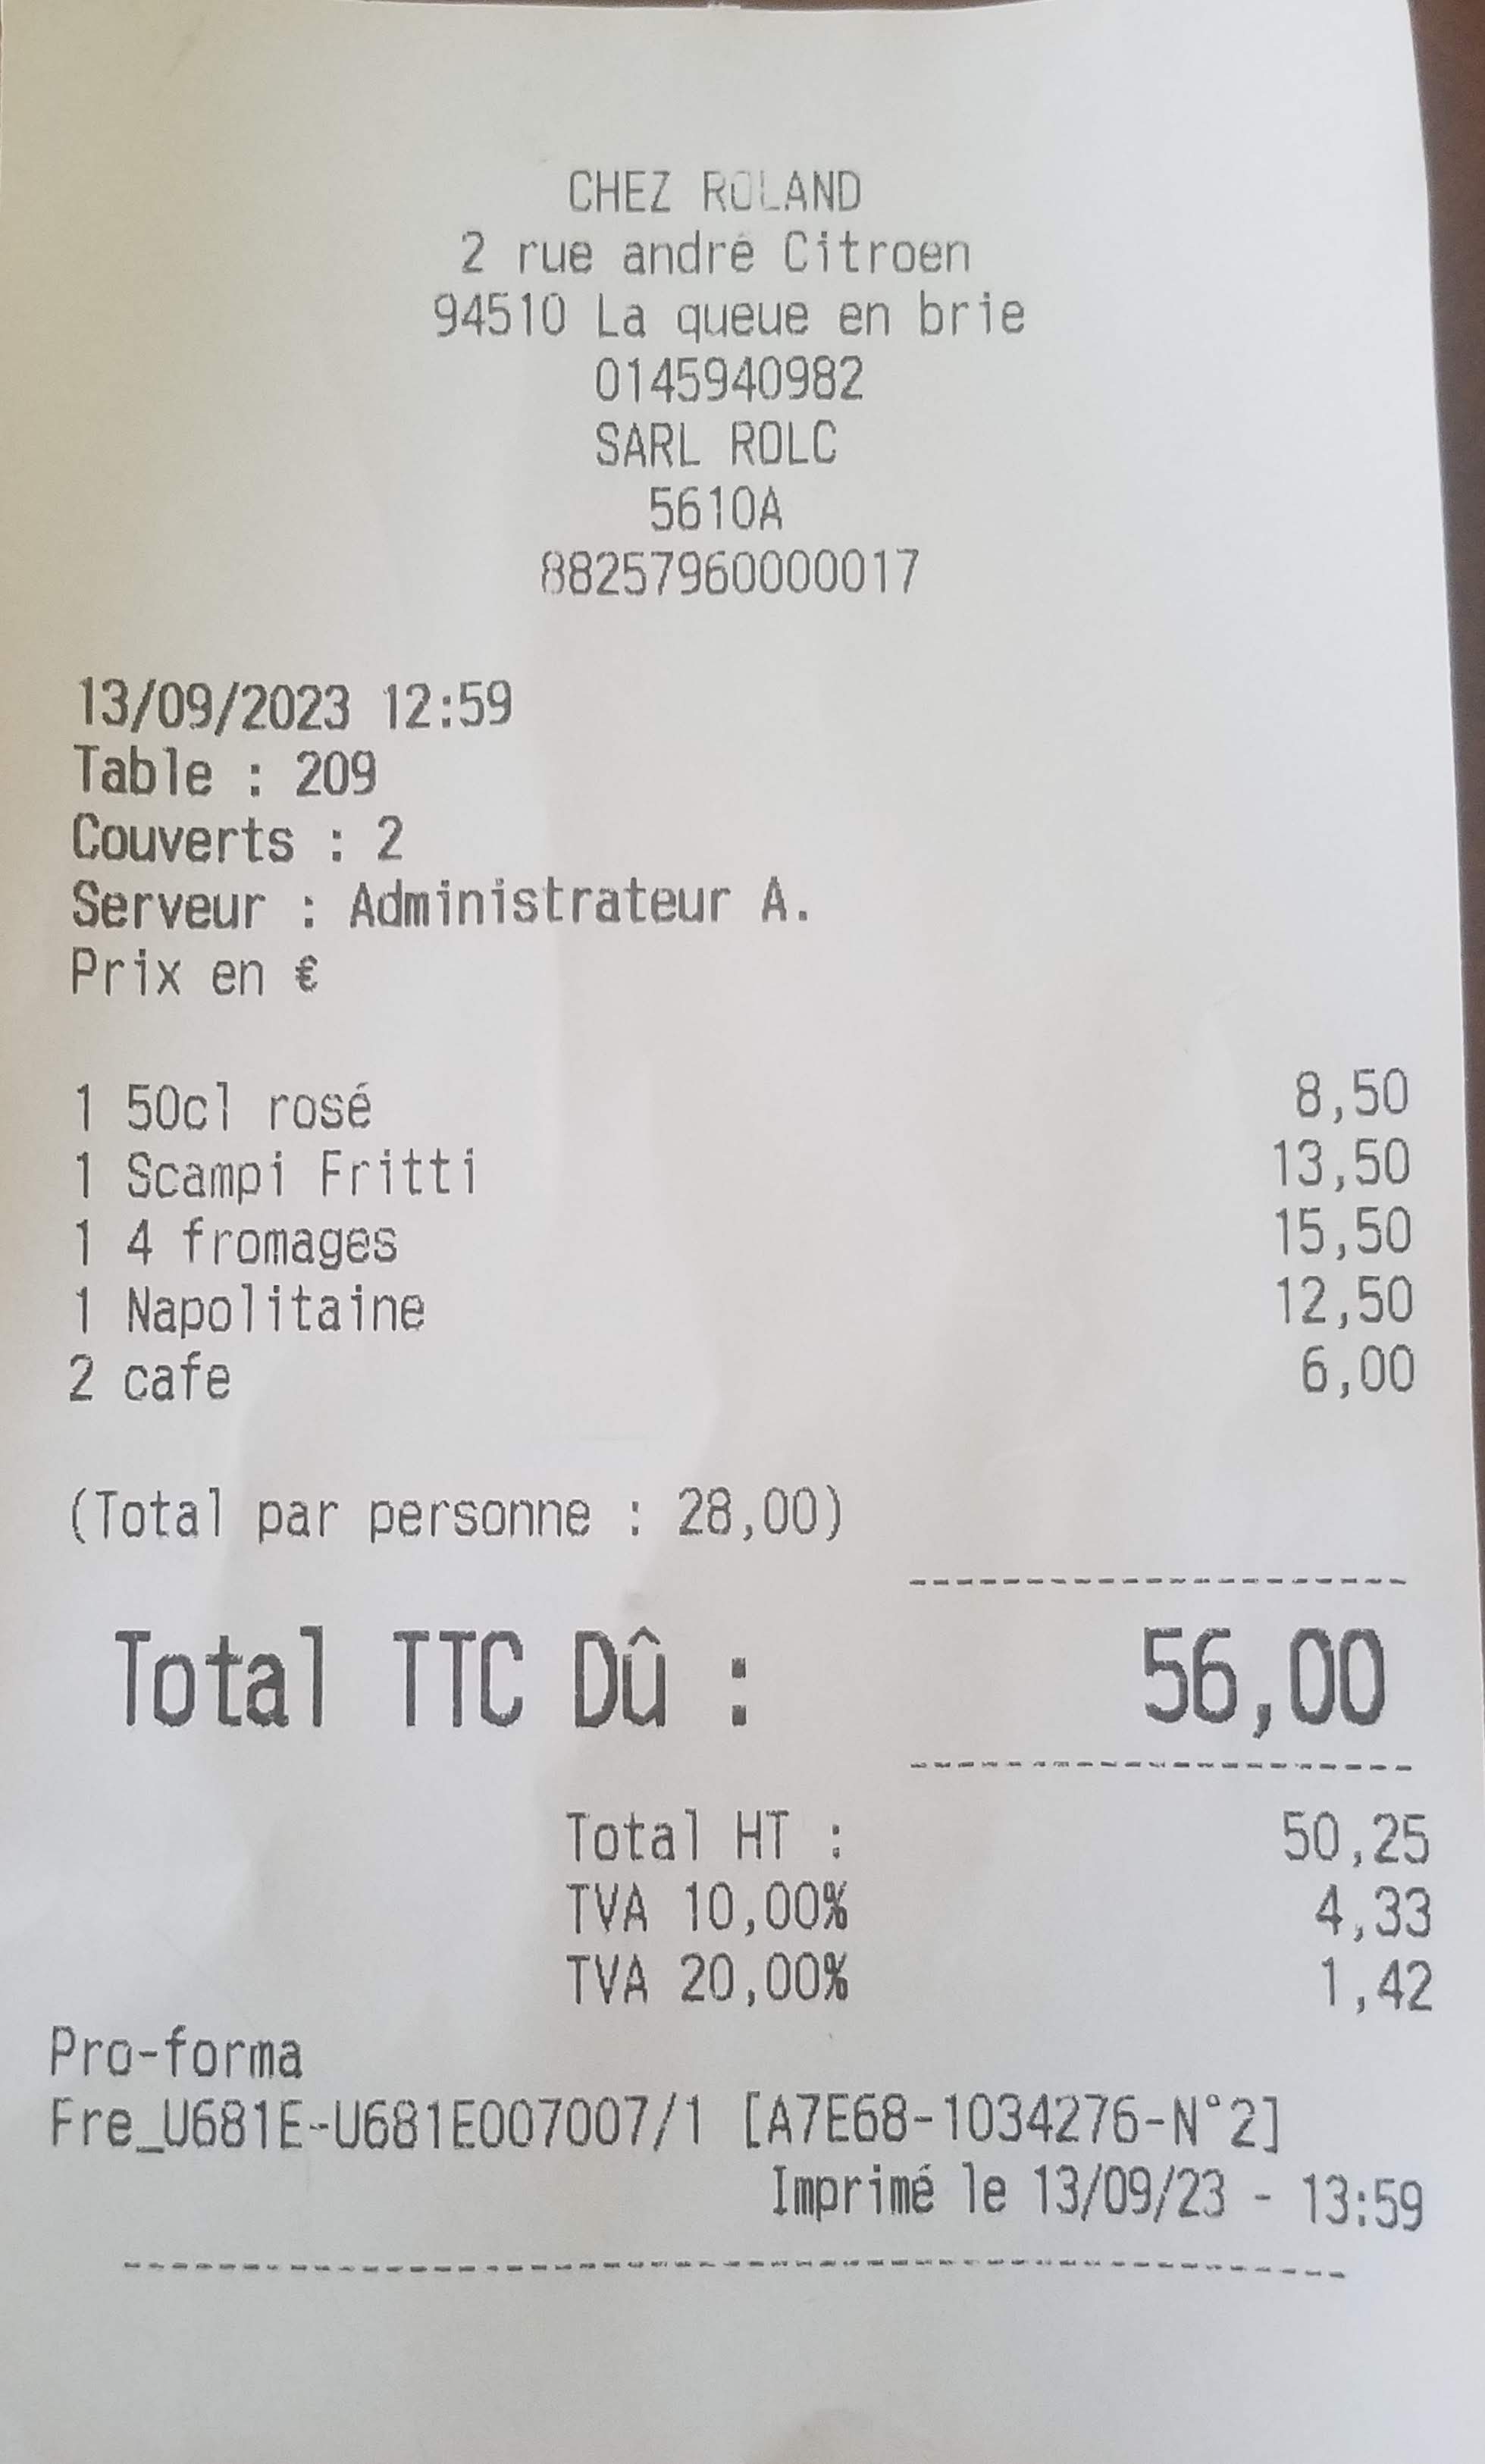 CHEZ ROLAND
2 rue andré Citroen
94510 La queue en brie
0145940982
SARL ROLC
5610A
88257960000017
13/09/2023 12:59
Table : 209
Couverts : 2
Serveur : Administrateur A.
Prix en €
1 50cl rosé 8,50
1 Scampi Fritti 13,50
1 4 fromages 15,50
1 Napolitaine 12,50
2 cafe 6,00
(Total par personne : 28,00)
Total TTC Dû : 56,00
Total HT : 50,25
TVA 10,00% 4,33
TVA 20,00% 1,42
Pro-forma
Fre_U681E-U681E007007/1 [A7E68-1034276-N°2]
Imprimé le 13/09/23 - 13:59